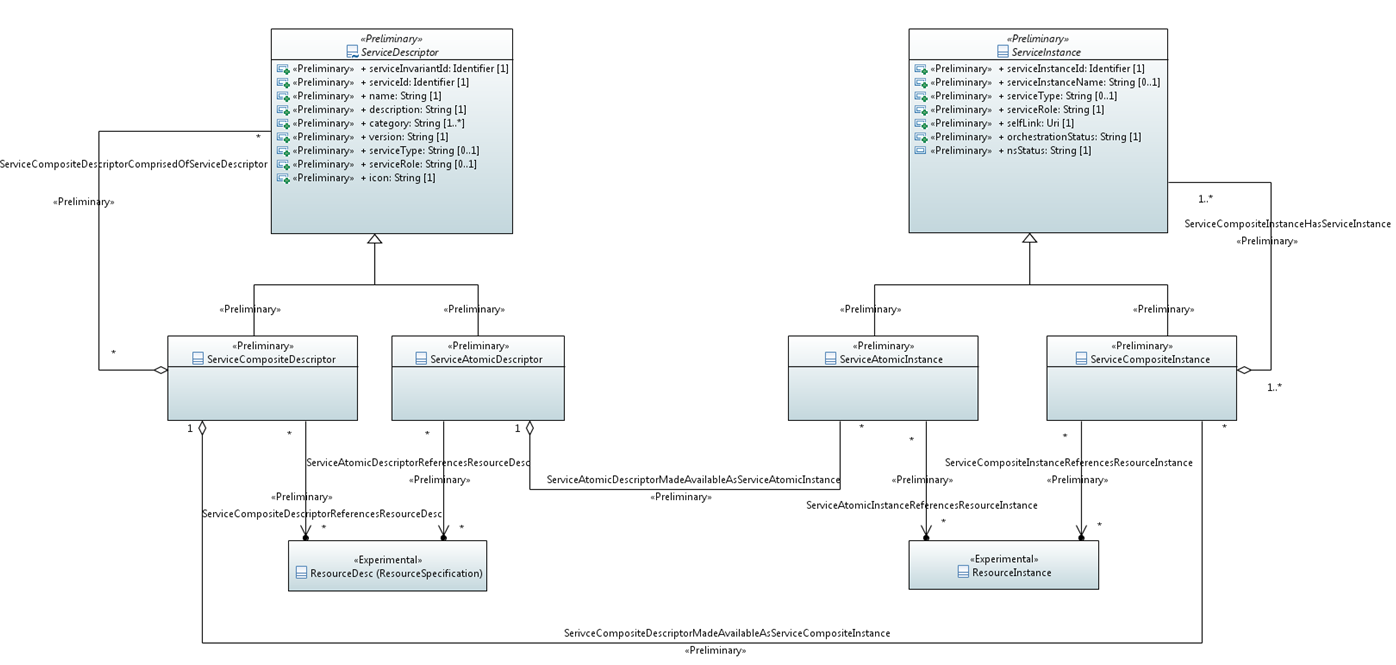 «Preliminary»
ServiceDescriptor
«Preliminary» + serviceInvariantId: Identifier [1]
«Preliminary» + serviceId: Identifier [1]
«Preliminary» + name: String [1]
«Preliminary» + description: String [1]
«Preliminary» + category: String [1..*]
«Preliminary» + version: String [1]
«Preliminary» + serviceType: String [0..1]
«Preliminary» + serviceRole: String [0..1]
«Preliminary» + icon: String [1]
«Preliminary»
ServiceInstance
«Preliminary» + serviceInstanceId: Identifier [1]
«Preliminary» + serviceInstanceName: String [0..1]
«Preliminary» + serviceType: String [0..1]
«Preliminary» + serviceRole: String [1]
«Preliminary» + selfLink: Uri [1]
«Preliminary» + orchestrationStatus: String [1]
«Preliminary» + nsStatus: String [1]
*
ServiceCompositeDescriptorComprisedOfServiceDescriptor
«Preliminary»
*
1..*
ServiceCompositeInstanceHasServiceInstance
«Preliminary»
1..*
«Preliminary»
«Preliminary»
«Preliminary»
«Preliminary»
«Preliminary»
ServiceCompositeDescriptor
«Preliminary»
ServiceAtomicDescriptor
«Preliminary»
ServiceAtomicInstance
«Preliminary»
ServiceCompositeInstance
1
*
*
1
*
*
*
*
ServiceAtomicDescriptorReferencesResourceDesc
«Preliminary»
«Preliminary»
ServiceCompositeDescriptorReferencesResourceDesc
*
*
ServiceAtomicDescriptorMadeAvailableAsServiceAtomicInstance
«Preliminary»
ServiceCompositeInstanceReferencesResourceInstance
«Preliminary»
«Preliminary»
ServiceAtomicInstanceReferencesResourceInstance
*
*
«Experimental»
ResourceDesc (ResourceSpecification)
«Experimental»
ResourceInstance
SerivceCompositeDescriptorMadeAvailableAsServiceCompositeInstance
«Preliminary»